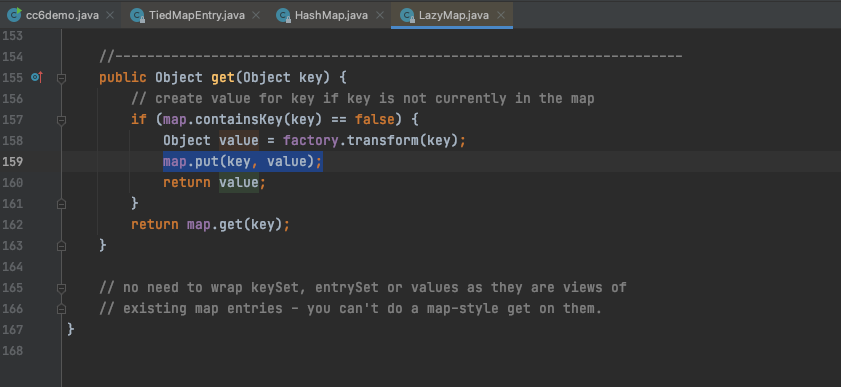 cc6demo.java TiedMapEntry.java HashMap.java LazyMap.java
153
154 //-----------------------------------------------------------------------
155 public Object get(Object key) {
156 // create value for key if key is not currently in the map
157 if (map.containsKey(key) == false) {
158 Object value = factory.transform(key);
159 map.put(key, value);
160 return value;
161 }
162 return map.get(key);
163 }
164
165 // no need to wrap keySet, entrySet or values as they are views of
166 // existing map entries - you can't do a map-style get on them.
167 }
168